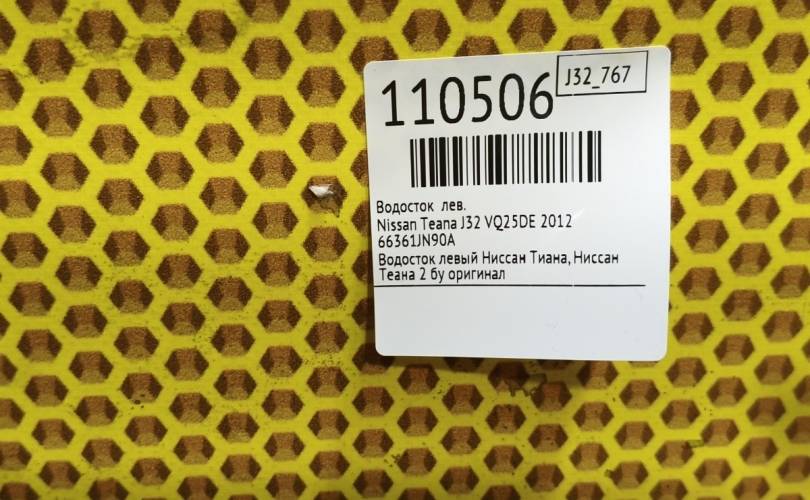 110506
J32_767
Водосток лев.
Nissan Teana J32 VQ25DE 2012
66361JN90A
Водосток левый Ниссан Тиана, Ниссан
Теана 2 бу оригинал